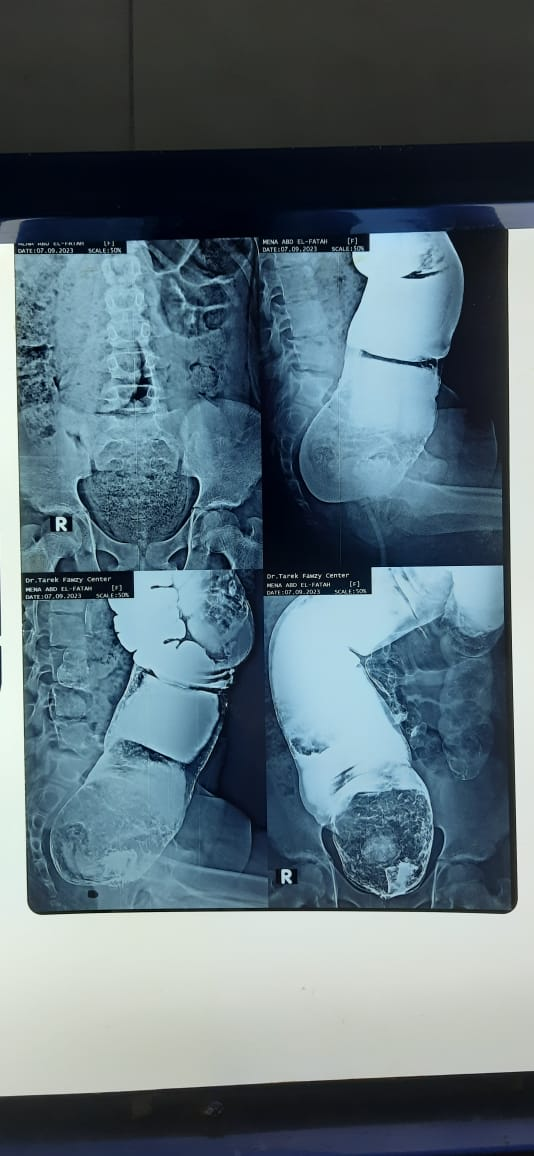 MENA ABD EL-FATAH [F]
DATE:07.09.2023 SCALE:50%
MENA ABD EL-FATAH [F]
DATE:07.09.2023 SCALE:50%
R
Dr.Tarek Fawzy Center
MENA ABD EL-FATAH [F]
DATE:07.09.2023 SCALE:50%
Dr.Tarek Fawzy Center
MENA ABD EL-FATAH [F]
DATE:07.09.2023 SCALE:50%
R